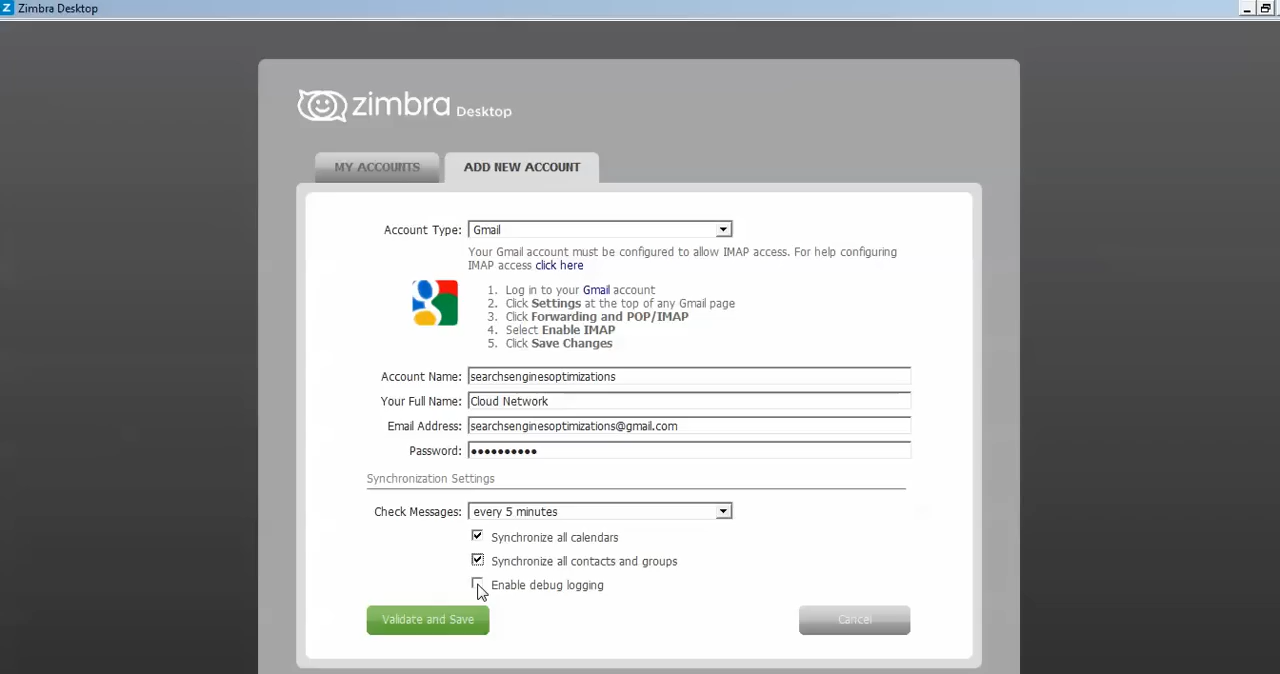 Z Zimbra Desktop
zimbra Desktop
MY ACCOUNTS ADD NEW ACCOUNT
Account Type: Gmail
Your Gmail account must be configured to allow IMAP access. For help configuring
IMAP access click here
1. Log in to your Gmail account
2. Click Settings at the top of any Gmail page
3. Click Forwarding and POP/IMAP
4. Select Enable IMAP
5. Click Save Changes
Account Name: searchsenginesoptimizations
Your Full Name: Cloud Network
Email Address: searchsenginesoptimizations@gmail.com
Password: ••••••••••
Synchronization Settings
Check Messages: every 5 minutes
Synchronize all calendars
Synchronize all contacts and groups
Enable debug logging
Validate and Save Cancel